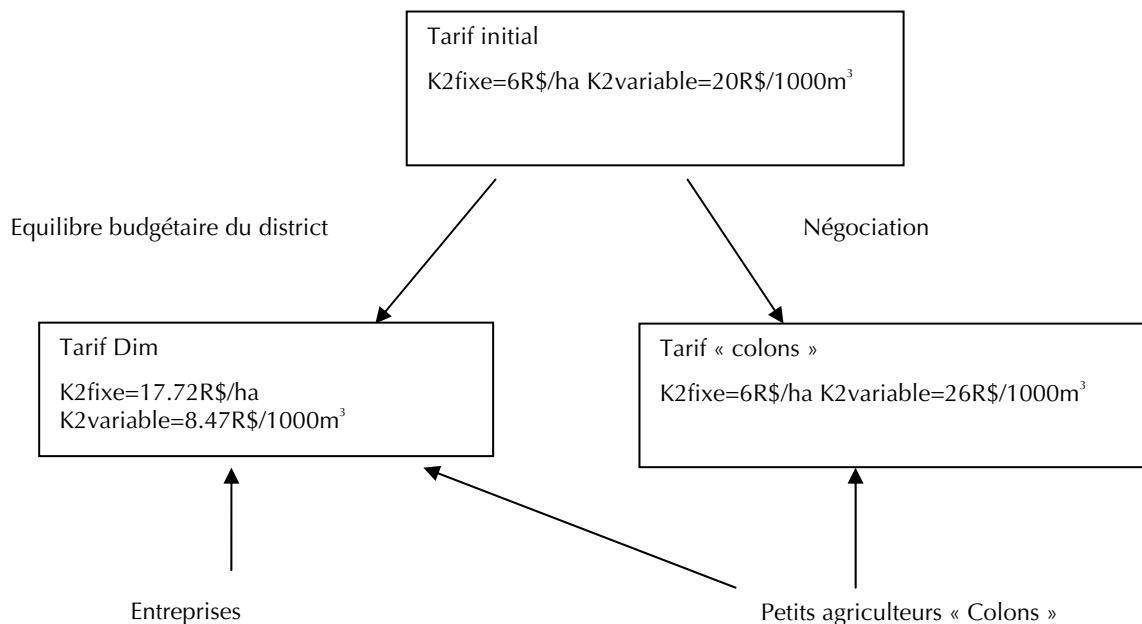 Tarif initial
K2fixe=6R$/ha K2variable=20R$/1000m³
Equilibre budgétaire du district
Négociation
Tarif Dim
K2fixe=17.72R$/ha
K2variable=8.47R$/1000m³
Tarif « colons »
K2fixe=6R$/ha K2variable=26R$/1000m³
Entreprises
Petits agriculteurs « Colons »